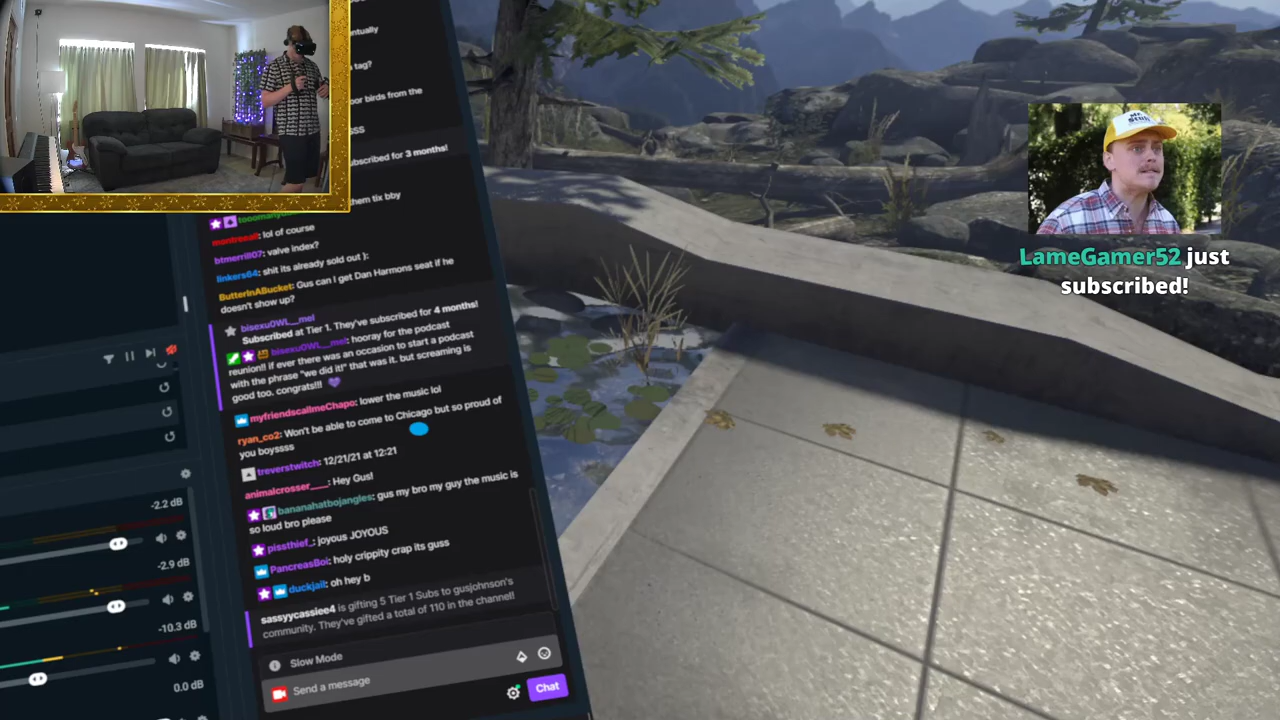 ntually
tag?
oor birds from the
SS
ubscribed for 3 months!
hem tix bby
montreall: lol of course
btmerrill07: valve index?
linkers64: shit its already sold out ):
ButterInABucket: Gus can I get Dan Harmons seat if he
doesn't show up?
bisexu0WL__mel
Subscribed at Tier 1. They've subscribed for 4 months!
bisexu0WL__mel: hooray for the podcast
reunion!! if ever there was an occasion to start a podcast
with the phrase "we did it!" that was it. but screaming is
good too. congrats!!!
myfriendscallmeChapo: lower the music lol
ryan_co2: Won't be able to come to Chicago but so proud of
you boyssss
treverstwitch: 12/21/21 at 12:21
animalcrosser____: Hey Gus!
bananahatbojangles: gus my bro my guy the music is
so loud bro please
pissthief_: joyous JOYOUS
PancreasBoi: holy crippity crap its guss
duckjail: oh hey b
sassyycassiee4 is gifting 5 Tier 1 Subs to gusjohnson's
community. They've gifted a total of 110 in the channel!
Slow Mode
Send a message
Chat
-2.2 dB
-2.9 dB
-10.3 dB
0.0 dB
LameGamer52 just
subscribed!